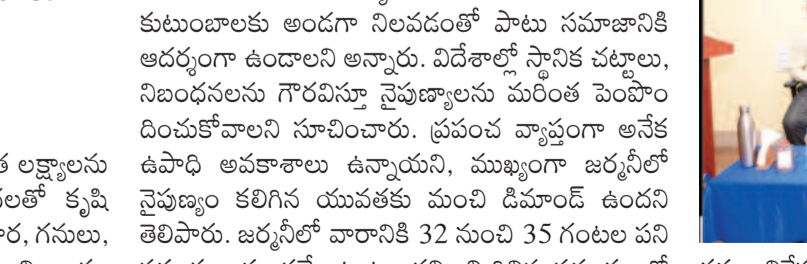 కుటుంబాలకు అండగా నిలవడంతో పాటు సమాజానికి
ఆదర్శంగా ఉండాలని అన్నారు. విదేశాల్లో స్థానిక చట్టాలు,
నిబంధనలను గౌరవిస్తూ నైపుణ్యాలను మరింత పెంపొం
దించుకోవాలని సూచించారు. ప్రపంచ వ్యాప్తంగా అనేక
ఉపాధి అవకాశాలు ఉన్నాయని, ముఖ్యంగా జర్మనీలో
నైపుణ్యం కలిగిన యువతకు మంచి డిమాండ్ ఉందని
తెలిపారు. జర్మనీలో వారానికి 32 నుంచి 35 గంటల పని
లక్ష్యాలను
కృషి
గనులు,